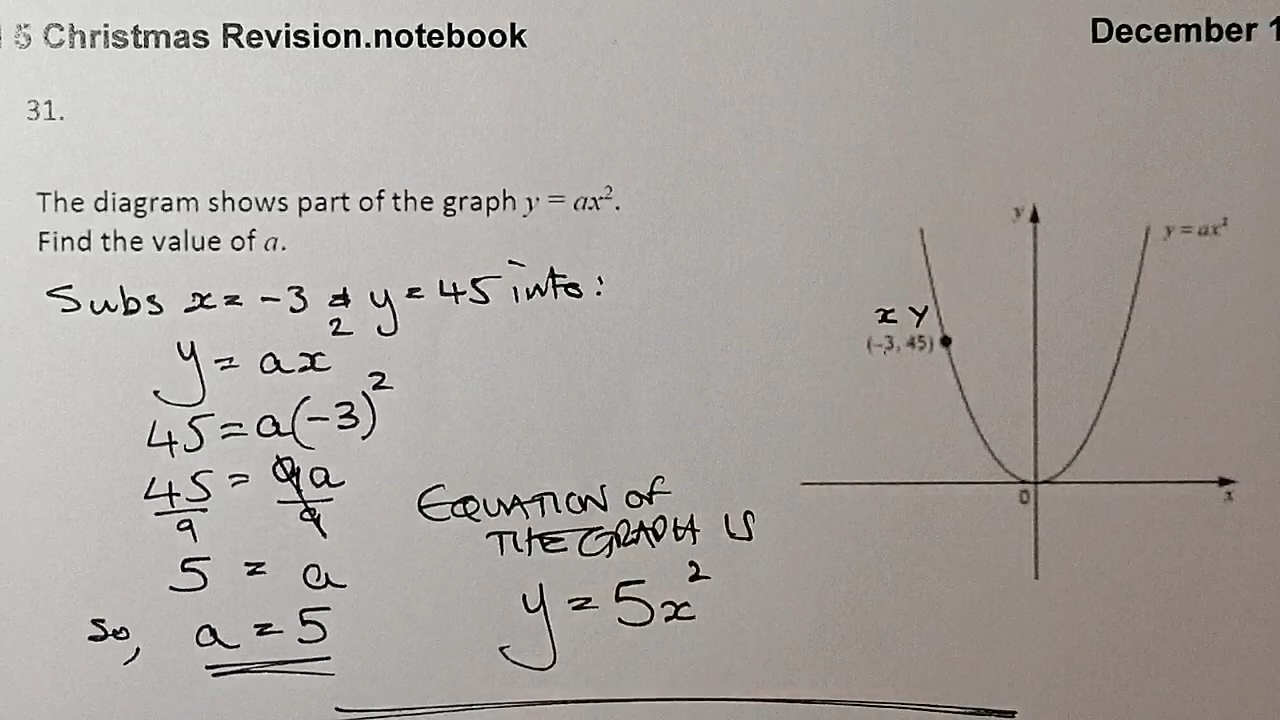 5 Christmas Revision.notebook
December 1
31.
The diagram shows part of the graph y = ax².
Find the value of a.
Subs x = -3 & y = 45 into:
y = ax²
45 = a(-3)²
45/9 = 9a/9
5 = a
So, a = 5
EQUATION OF
THE GRAPH IS
y = 5x²
y
y = ax²
x y
(-3, 45)
0
x